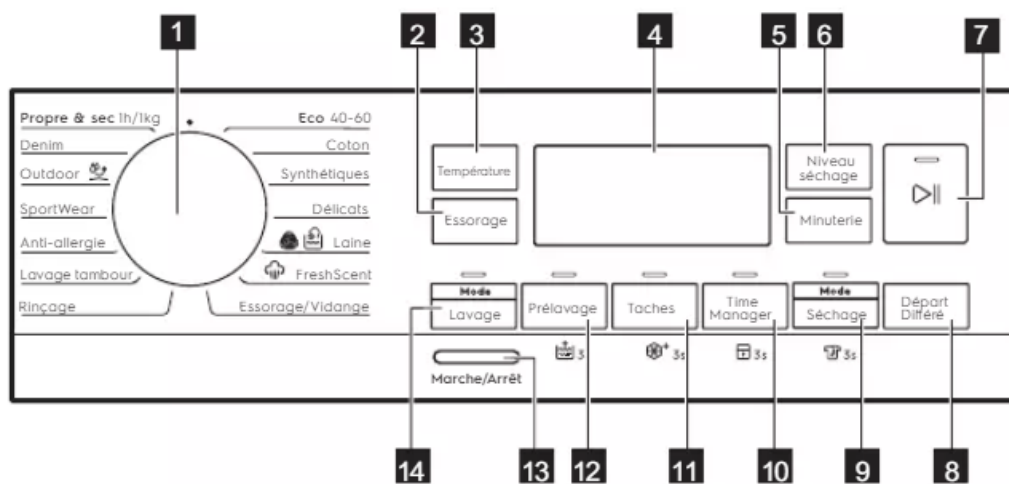 1
2
3
4
5
6
7
Propre & sec 1h/1kg
Denim
Outdoor
SportWear
Anti-allergie
Lavage tambour
Rinçage
Eco 40-60
Coton
Synthétiques
Délicats
Laine
FreshScent
Essorage/Vidange
Température
Essorage
Niveau
séchage
Minuterie
Mode
Lavage
Prélavage
Taches
Time
Manager
Mode
Séchage
Départ
Différé
3
3s
3s
3s
Marche/Arrêt
14
13
12
11
10
9
8